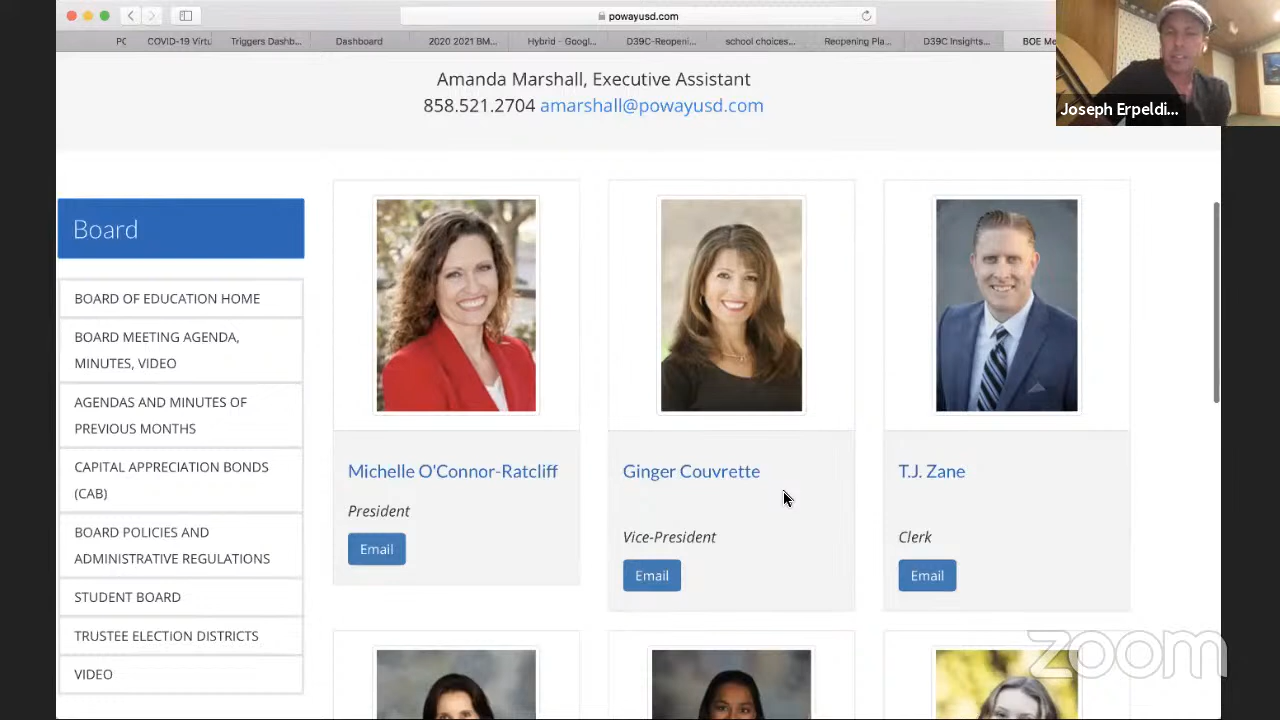 powayusd.com
PC
COVID-19 Virtu
Triggers Dashb...
Dashboard
2020 2021 BM...
Hybrid - Googl...
D39C-Reopeni...
school choices...
Reopening Pla...
D39C Insights...
BOE Me
Joseph Erpeldi...
Amanda Marshall, Executive Assistant
858.521.2704 amarshall@powayusd.com
Board
BOARD OF EDUCATION HOME
BOARD MEETING AGENDA,
MINUTES, VIDEO
AGENDAS AND MINUTES OF
PREVIOUS MONTHS
CAPITAL APPRECIATION BONDS
(CAB)
BOARD POLICIES AND
ADMINISTRATIVE REGULATIONS
STUDENT BOARD
TRUSTEE ELECTION DISTRICTS
VIDEO
Michelle O'Connor-Ratcliff
President
Email
Ginger Couvrette
Vice-President
Email
T.J. Zane
Clerk
Email
zoom